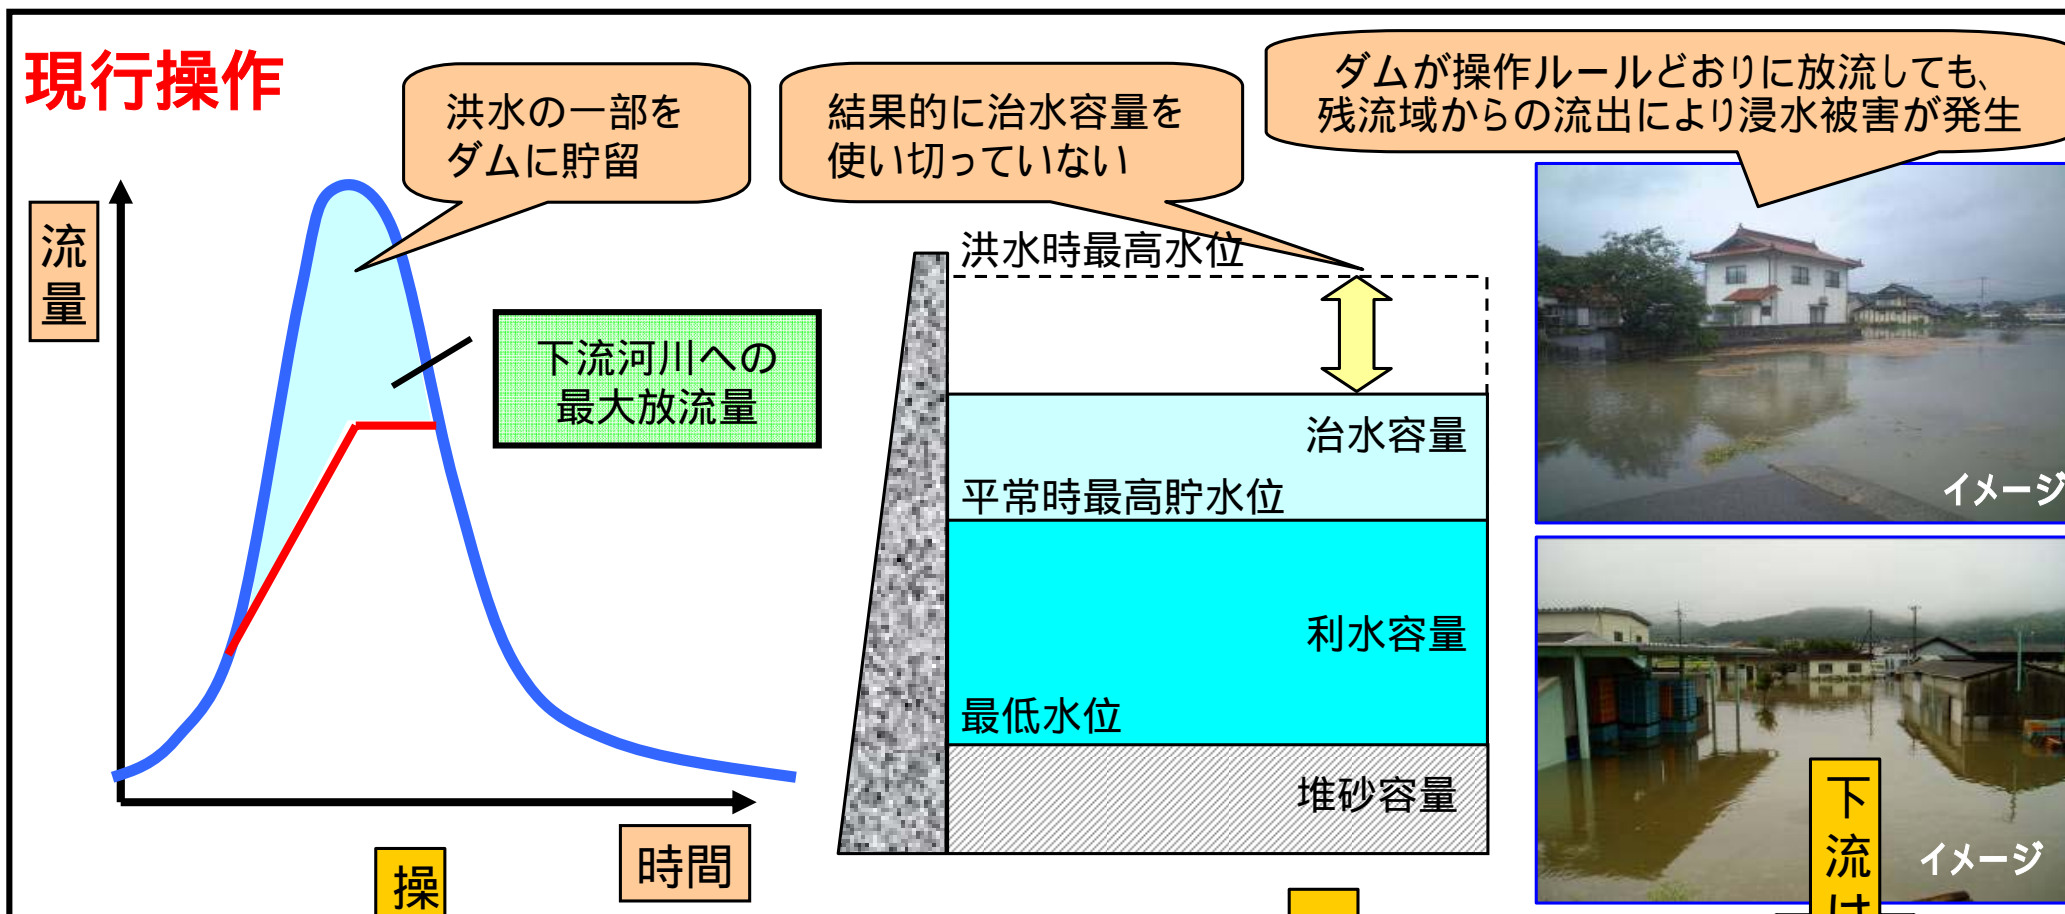 現行操作
洪水の一部を
ダムに貯留
結果的に治水容量を
使い切っていない
ダムが操作ルールどおりに放流しても、
残流域からの流出により浸水被害が発生
流量
下流河川への
最大放流量
時間
洪水時最高水位
治水容量
平常時最高貯水位
利水容量
最低水位
堆砂容量
イメージ
イメージ
操
下流